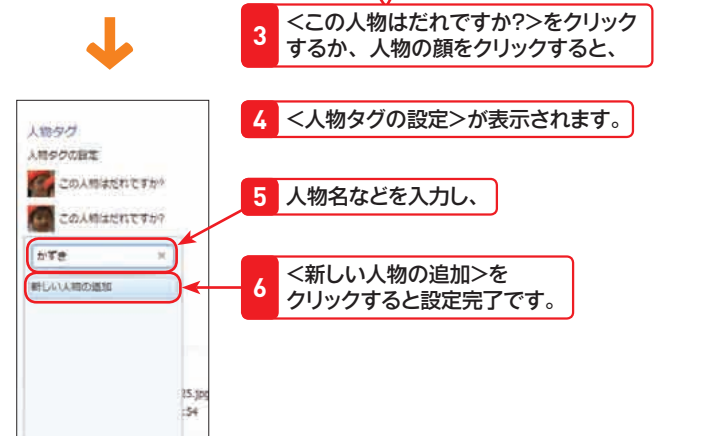 3 <この人物はだれですか?>をクリック
するか、人物の顔をクリックすると、
4 <人物タグの設定>が表示されます。
人物タグ
人物タグの設定
この人物はだれですか?
この人物はだれですか?
5 人物名などを入力し、
かずき ×
新しい人物の追加
6 <新しい人物の追加>を
クリックすると設定完了です。
25.jpg
:54